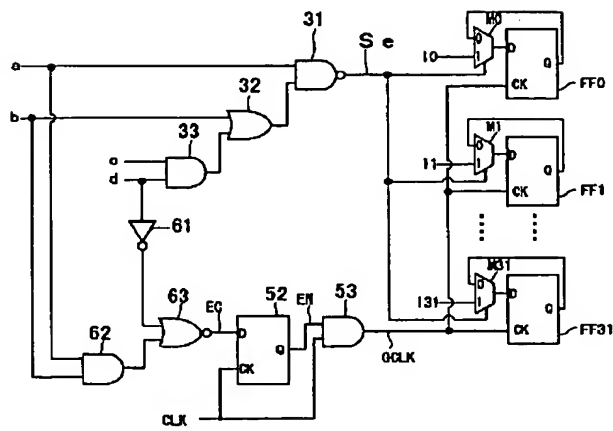 31
S e
M0
0
I0
1
D
Q
CK
FF0
a
32
b
33
c
d
M1
0
I1
1
D
Q
CK
FF1
61
63
EC
52
EN
53
M31
0
I31
1
D
Q
CK
FF31
62
D
Q
CK
GCLK
CLK